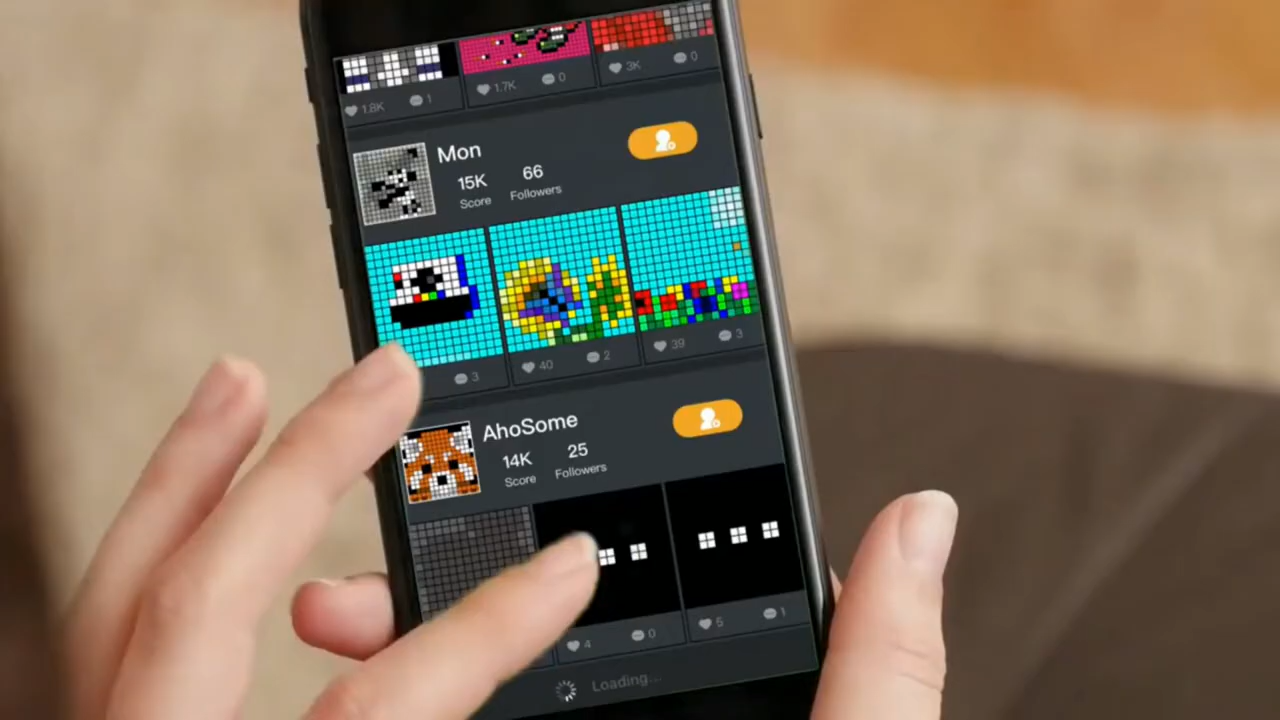 1.8K 1 1.7K 0 3K 0
Mon
15K 66
Score Followers
3 40 2 39 3
AhoSome
14K 25
Score Followers
4 0 5 1
Loading...